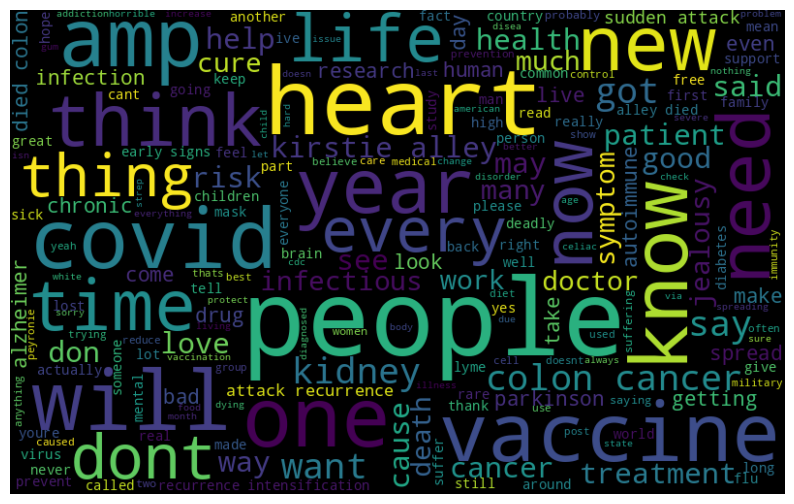 addictionhorrible
increase
another
fact
country
probably
problem
amp
life
new
hope
help
ive
issue
day
health
mean
disea
sudden attack
cure
much
even
support
died colon
infection
keep
research
human
common
control
nothing
gum
doesn
last
prevention
got
said
think
cant
going
heart
hard
study
man
live
free
first
family
american
read
alley died
severe
great
early signs
feel
let
child
high
really
show
better
patient
isn
kirstie alley
person
believe
care
medical
change
thing
part
risk
year
may
now
symptom
autoimmune
good
need
check
strep
children
everyone
many
please
disorder
age
sick
chronic
mask
everything
brain
back
deadly
know
jealousy
celiac
diabetes
immunity
covid
yeah
thats
cdc
every
right
well
white
best
come
see
look
doctor
tell
infectious
work
make
via
time
protect
lost
drug
diet
yes
take
suffering
often
sorry
living
people
women
body
due
used
spreading
sure
alzheimer
peyronie
trying
reduce
don
love
diagnosed
cell
doesnt
always
say
spread
actually
vaccination
someone
lot
group
kidney
lyme
colon cancer
give
will
mental
bad
illness
attack recurrence
rare
parkinson
getting
military
anything
food
month
dying
one
thank
use
saying
youre
caused
real
want
cause
death
suffer
post
world
vaccine
virus
made
way
state
dont
never
cancer
treatment
long
flu
prevent
called
two
recurrence intensification
still
around